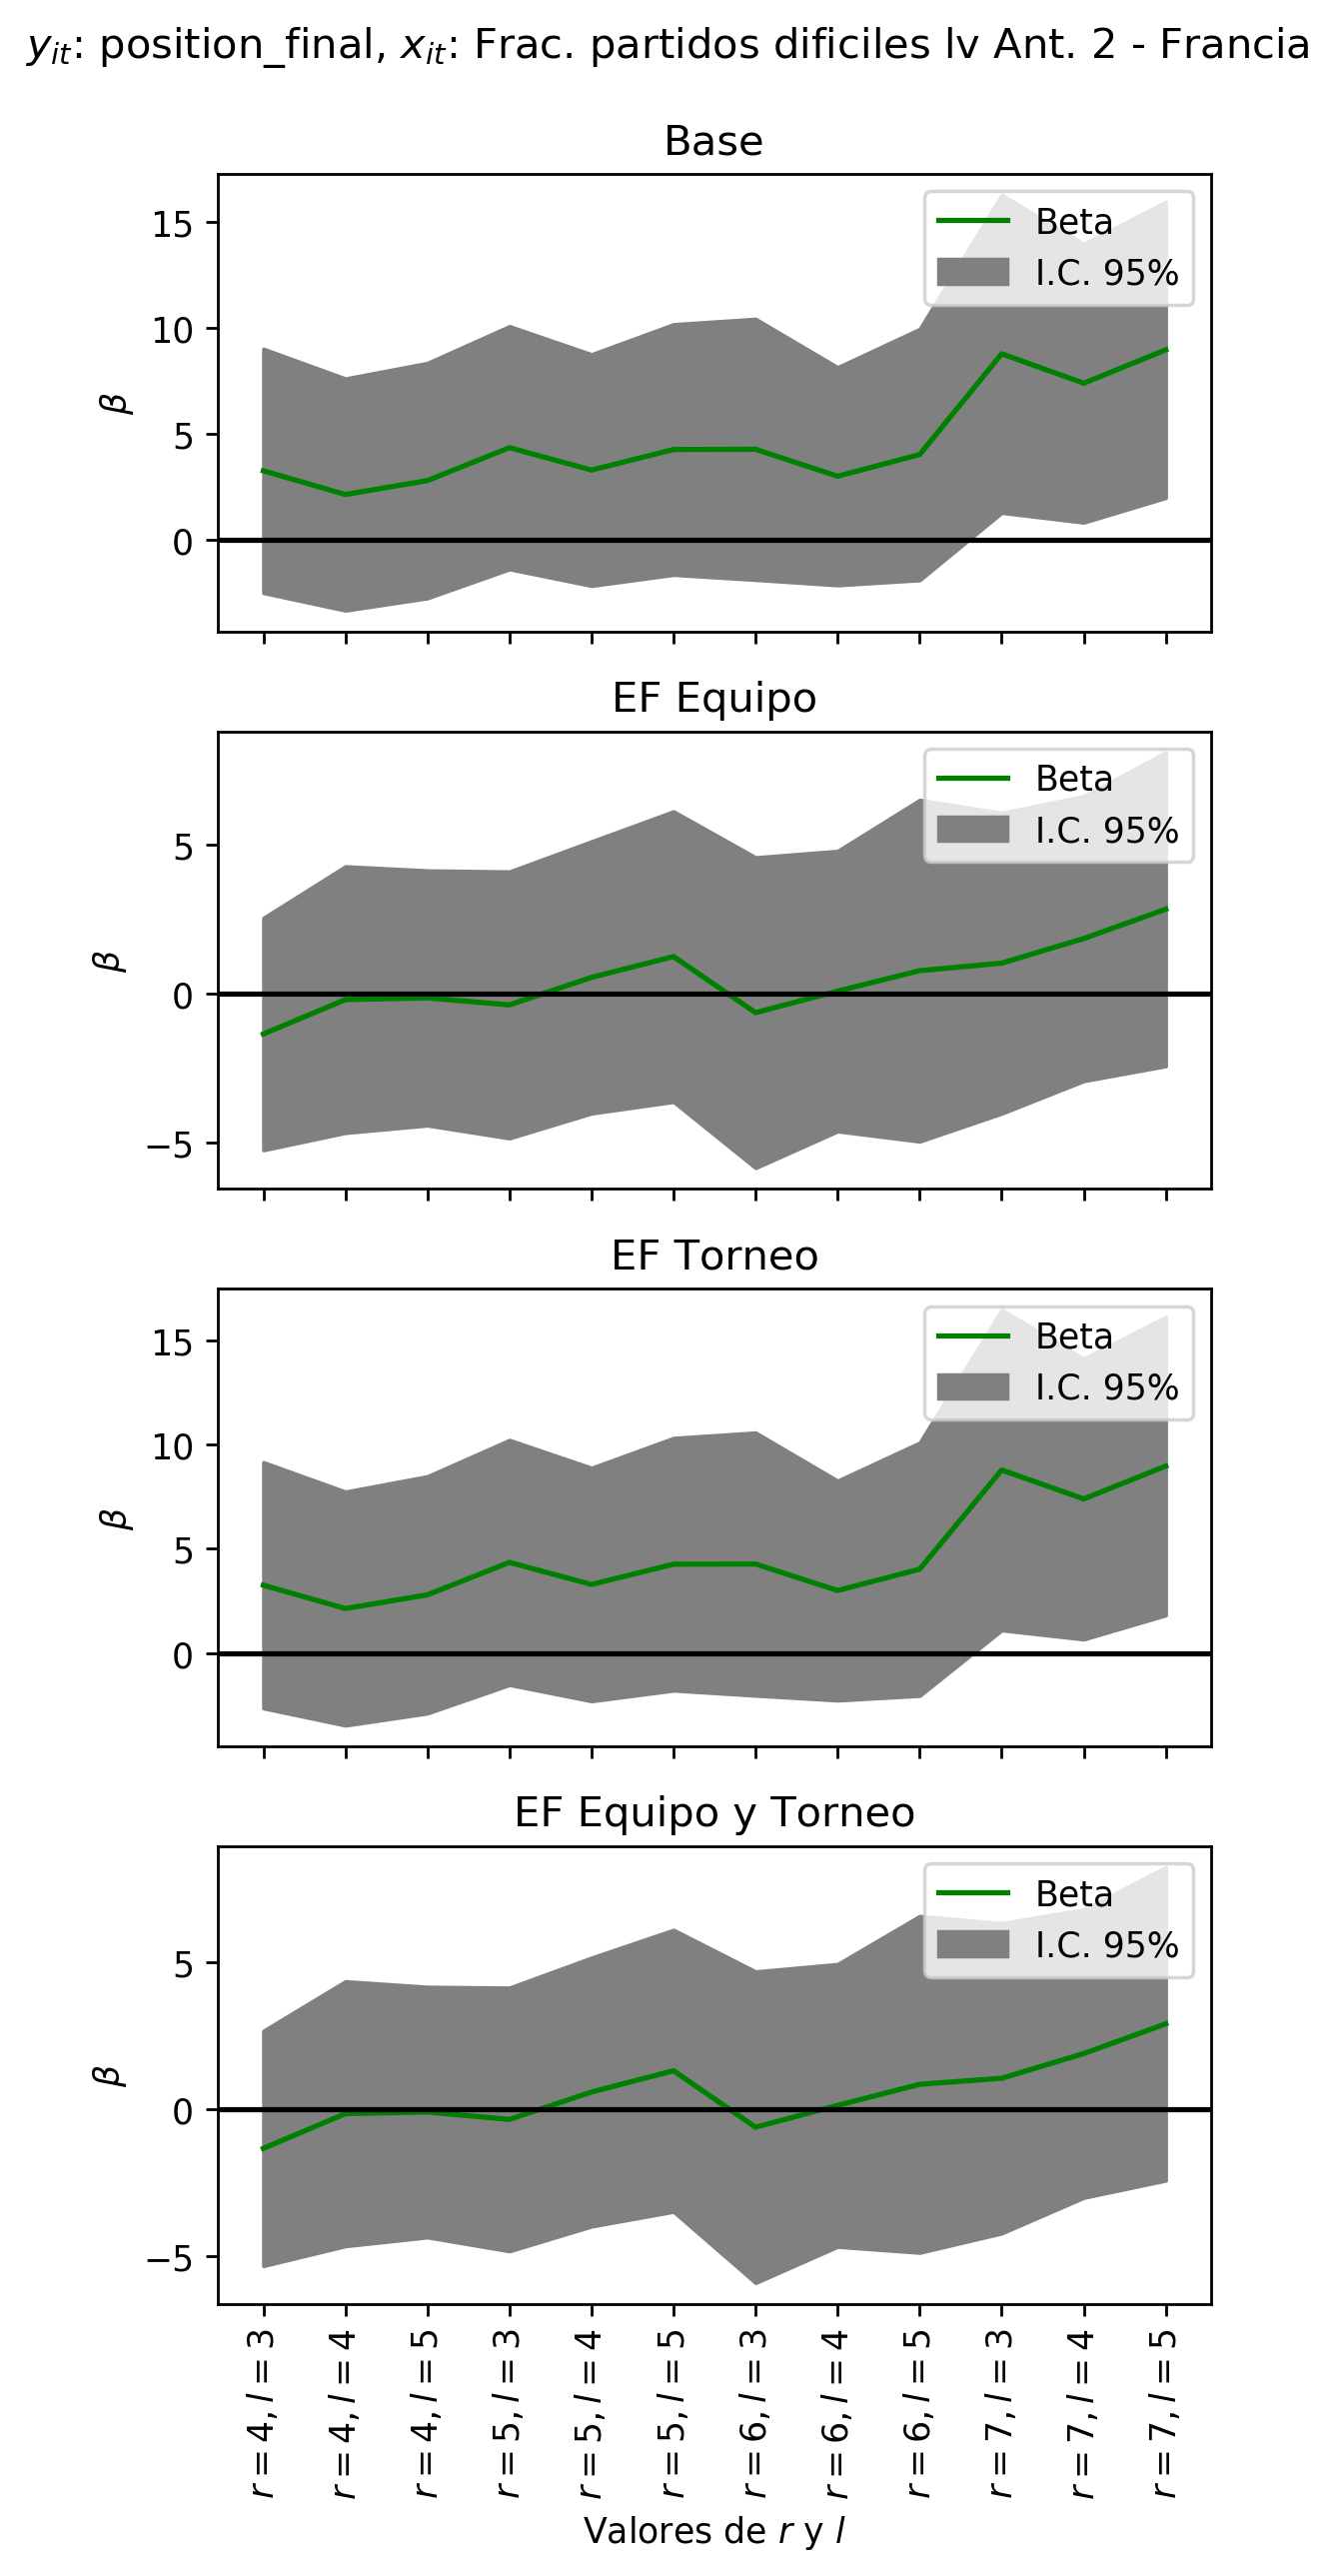 y_it: position_final, x_it: Frac. partidos dificiles lv Ant. 2 - Francia
Base
15
10
5
0
β
Beta
I.C. 95%
EF Equipo
5
0
−5
β
Beta
I.C. 95%
EF Torneo
15
10
5
0
β
Beta
I.C. 95%
EF Equipo y Torneo
5
0
−5
β
Beta
I.C. 95%
r = 4, l = 3
r = 4, l = 4
r = 4, l = 5
r = 5, l = 3
r = 5, l = 4
r = 5, l = 5
r = 6, l = 3
r = 6, l = 4
r = 6, l = 5
r = 7, l = 3
r = 7, l = 4
r = 7, l = 5
Valores de r y l